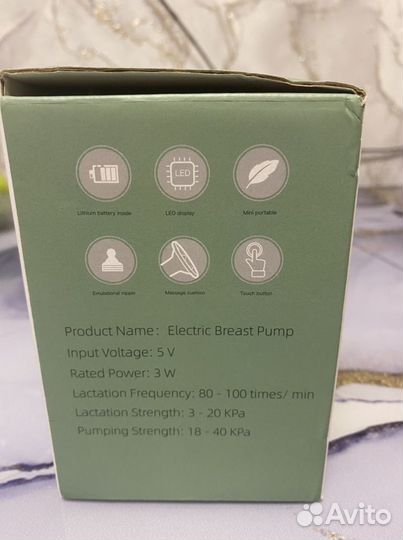 LED
Lithium battery mode
LED display
Mini portable
Emulational nipple
Massage cushion
Touch button
Product Name: Electric Breast Pump
Input Voltage: 5 V
Rated Power: 3 W
Lactation Frequency: 80 - 100 times/ min
Lactation Strength: 3 - 20 KPa
Pumping Strength: 18 - 40 KPa
Avito